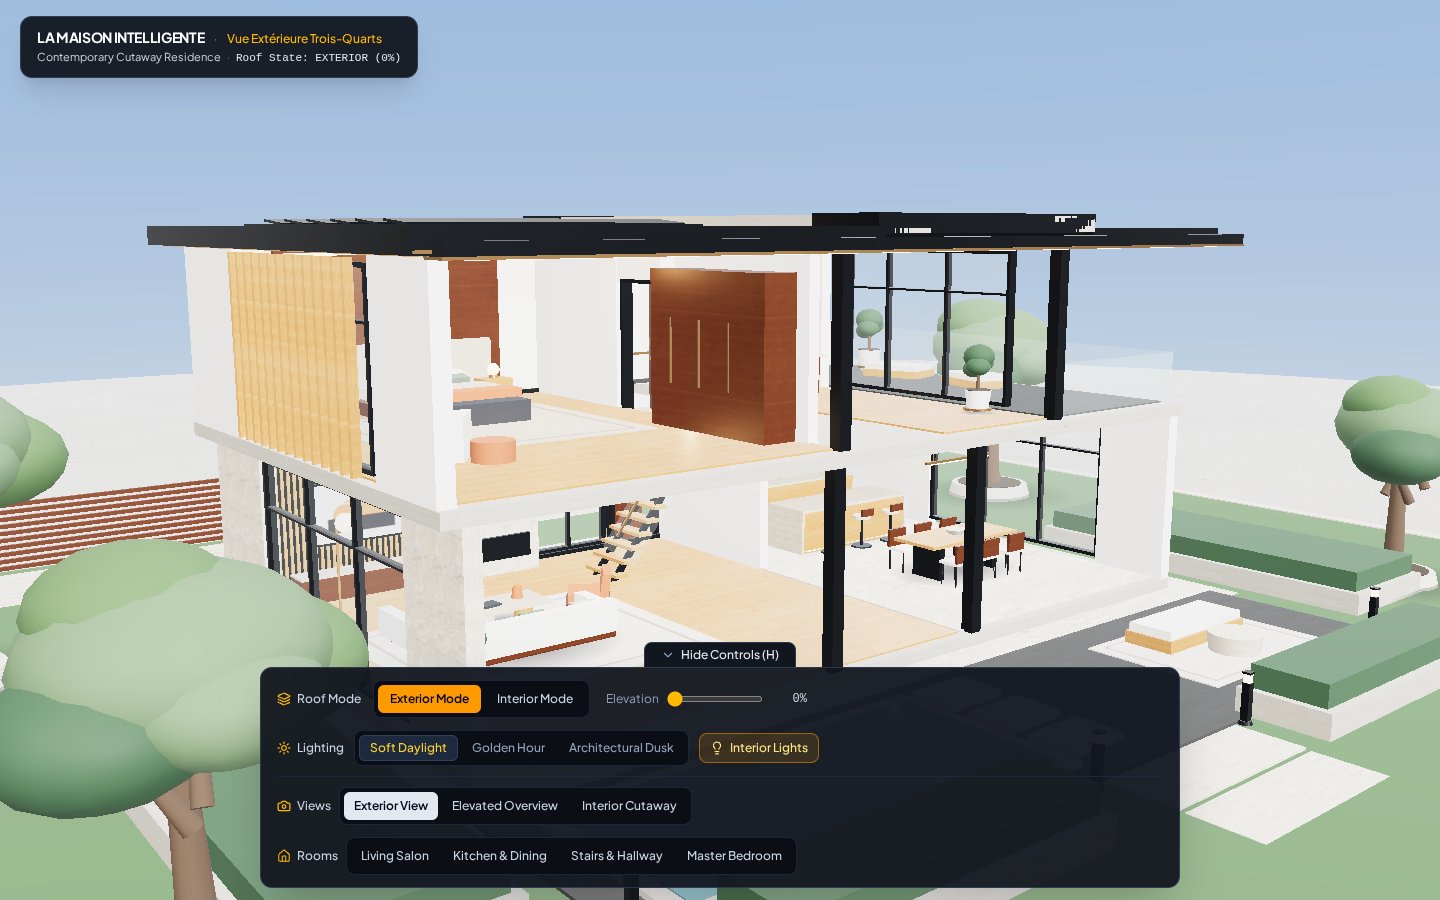 LA MAISON INTELLIGENTE · Vue Extérieure Trois-Quarts
Contemporary Cutaway Residence · Roof State: EXTERIOR (0%)
Hide Controls (H)
Roof Mode Exterior Mode Interior Mode Elevation 0%
Lighting Soft Daylight Golden Hour Architectural Dusk Interior Lights
Views Exterior View Elevated Overview Interior Cutaway
Rooms Living Salon Kitchen & Dining Stairs & Hallway Master Bedroom